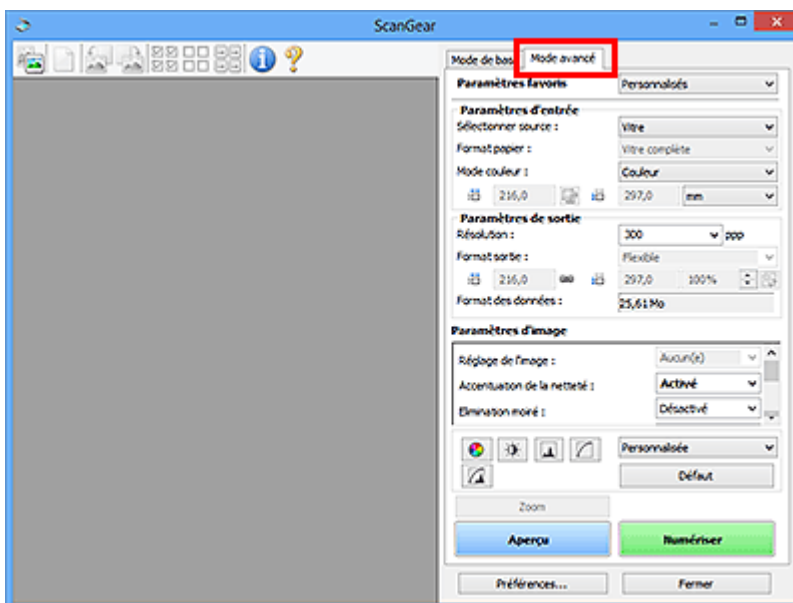 ScanGear
Mode de bas Mode avancé
Paramètres favoris Personnalisés
Paramètres d'entrée
Sélectionner source : Vitre
Format papier : Vitre complète
Mode couleur : Couleur
216,0 297,0 mm
Paramètres de sortie
Résolution : 300 ppp
Format sortie : Flexible
216,0 297,0 100%
Format des données : 25,61 Mo
Paramètres d'image
Réglage de l'image : Aucun(e)
Accentuation de la netteté : Activé
Elimination moiré : Désactivé
Personnalisée
Défaut
Zoom
Aperçu Numériser
Préférences... Fermer